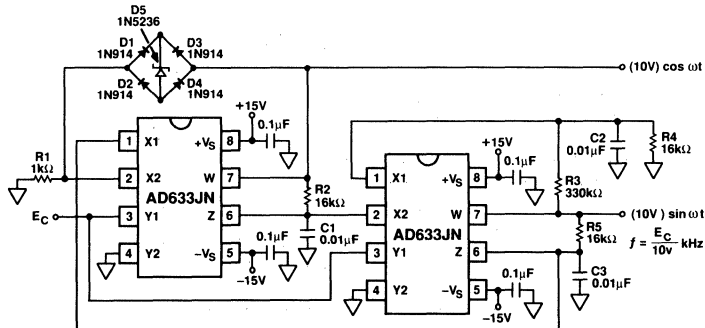 D5
1N5236
D1
1N914
D3
1N914
D2
1N914
D4
1N914
(10V) cos ωt
+15V
0.1μF
1 X1 +VS 8
R1
1kΩ
2 X2 W 7
AD633JN
EC
3 Y1 Z 6
4 Y2 −VS 5
R2
16kΩ
C1
0.01μF
0.1μF
−15V
+15V
0.1μF
1 X1 +VS 8
2 X2 W 7
AD633JN
3 Y1 Z 6
4 Y2 −VS 5
0.1μF
−15V
C2
0.01μF
R4
16kΩ
R3
330kΩ
(10V ) sin ωt
R5
16kΩ
f = EC/10v kHz
C3
0.01μF